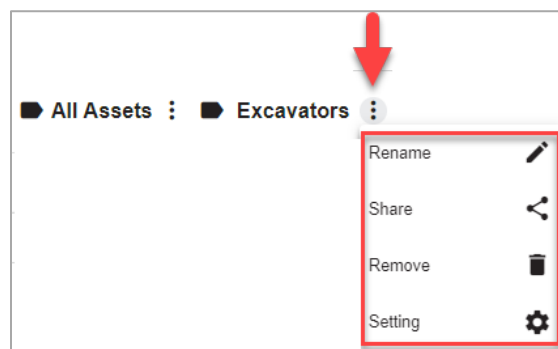 All Assets Excavators
Rename
Share
Remove
Setting